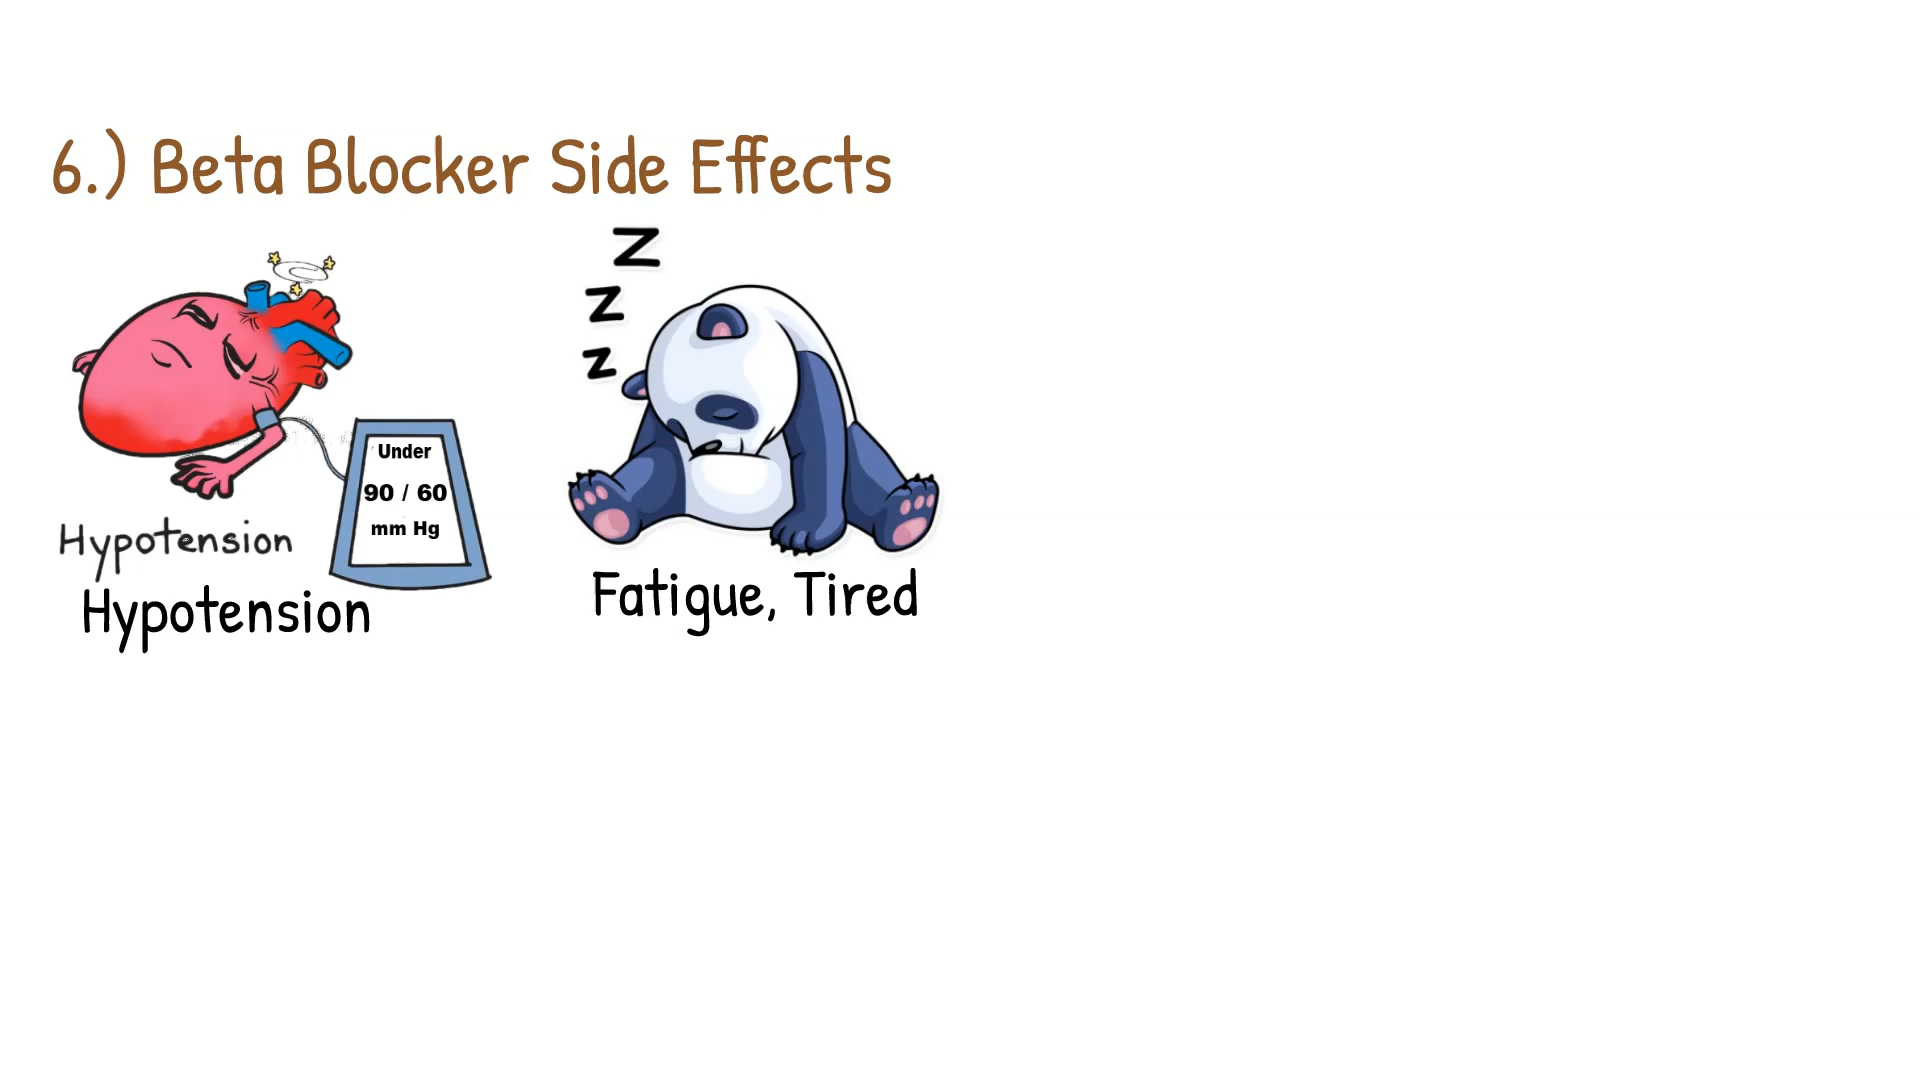 6.) Beta Blocker Side Effects
Z
Z
Z
Under
90 / 60
mm Hg
Hypotension
Hypotension
Fatigue, Tired